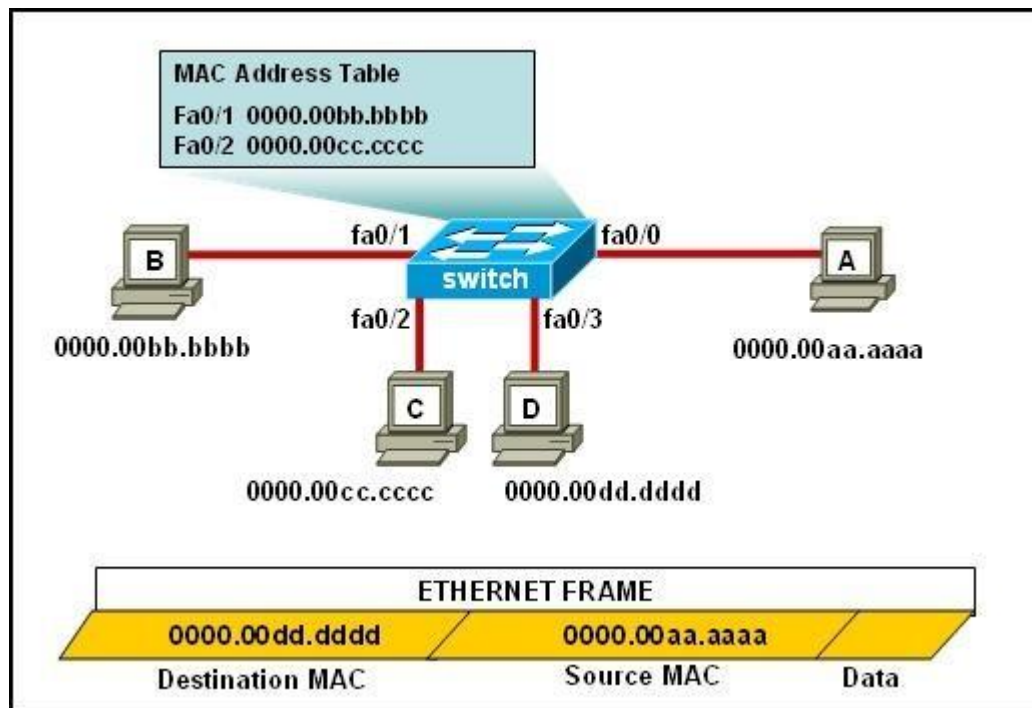 MAC Address Table
Fa0/1 0000.00bb.bbbb
Fa0/2 0000.00cc.cccc
fa0/1
fa0/0
B
A
switch
fa0/2
fa0/3
0000.00bb.bbbb
0000.00aa.aaaa
C
D
0000.00cc.cccc
0000.00dd.dddd
ETHERNET FRAME
0000.00dd.dddd
0000.00aa.aaaa
Destination MAC
Source MAC
Data